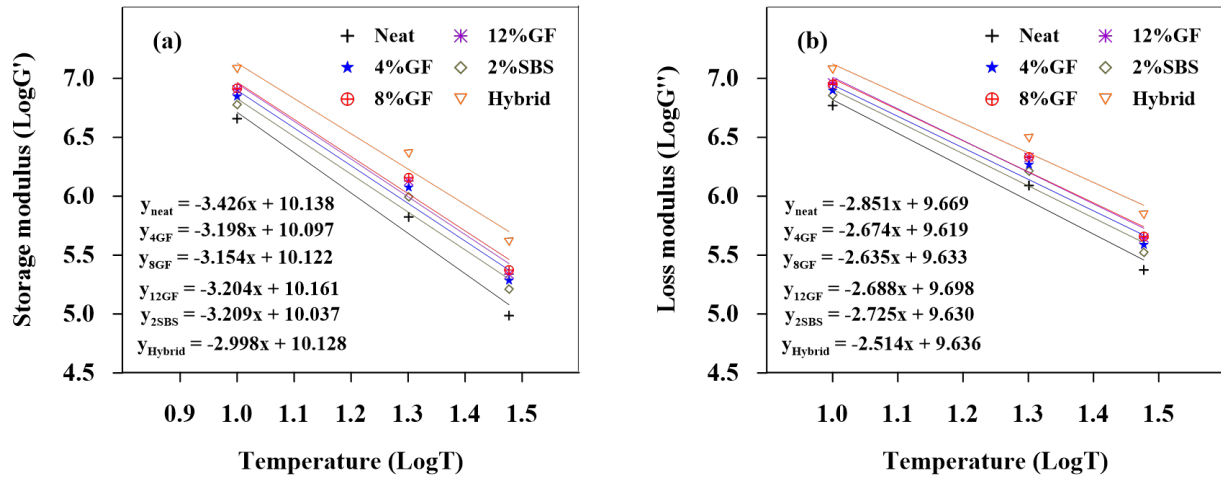 (a)
Neat
12%GF
4%GF
2%SBS
8%GF
Hybrid
Storage modulus (LogG')
7.0
6.5
6.0
5.5
5.0
4.5
y_neat = -3.426x + 10.138
y_4GF = -3.198x + 10.097
y_8GF = -3.154x + 10.122
y_12GF = -3.204x + 10.161
y_2SBS = -3.209x + 10.037
y_Hybrid = -2.998x + 10.128
0.9 1.0 1.1 1.2 1.3 1.4 1.5
Temperature (LogT)
(b)
Neat
12%GF
4%GF
2%SBS
8%GF
Hybrid
Loss modulus (LogG'')
7.0
6.5
6.0
5.5
5.0
4.5
y_neat = -2.851x + 9.669
y_4GF = -2.674x + 9.619
y_8GF = -2.635x + 9.633
y_12GF = -2.688x + 9.698
y_2SBS = -2.725x + 9.630
y_Hybrid = -2.514x + 9.636
1.0 1.1 1.2 1.3 1.4 1.5
Temperature (LogT)